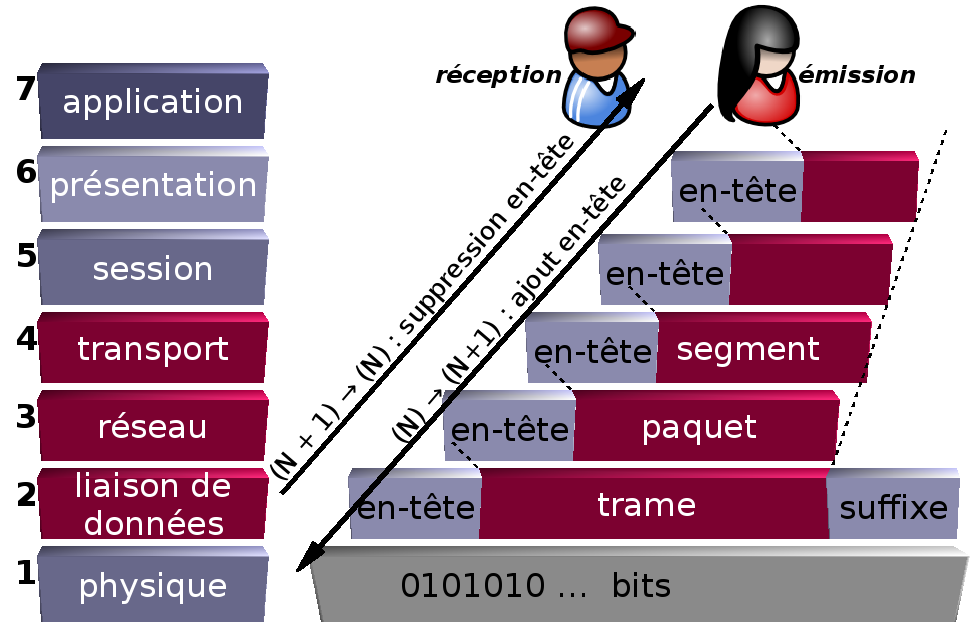 réception
émission
7
application
6
présentation
en-tête
5
session
en-tête
4
transport
en-tête
segment
3
réseau
en-tête
paquet
2
liaison de
données
en-tête
trame
suffixe
1
physique
0101010 ... bits
(N + 1) → (N) : suppression en-tête
(N) → (N+1) : ajout en-tête